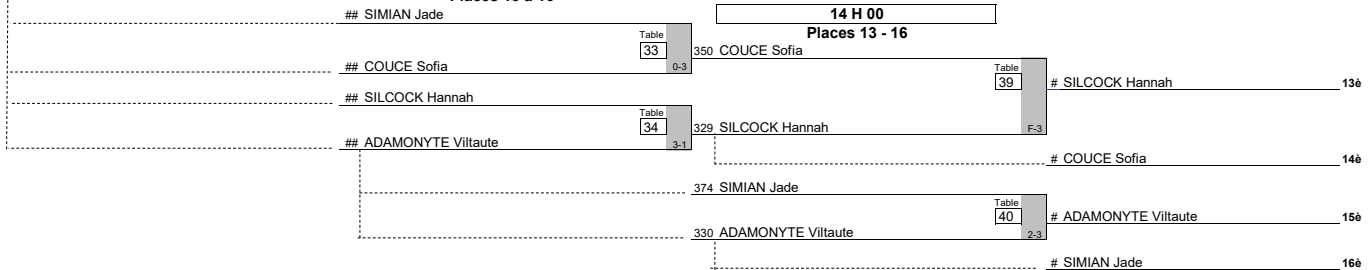 ## SIMIAN Jade
14 H 00
Places 13 - 16
Table
33
350 COUCE Sofia
## COUCE Sofia
0-3
Table
39
# SILCOCK Hannah
13è
## SILCOCK Hannah
Table
34
329 SILCOCK Hannah
F-3
## ADAMONYTE Viltaute
3-1
# COUCE Sofia
14è
374 SIMIAN Jade
Table
40
# ADAMONYTE Viltaute
15è
330 ADAMONYTE Viltaute
2-3
# SIMIAN Jade
16è